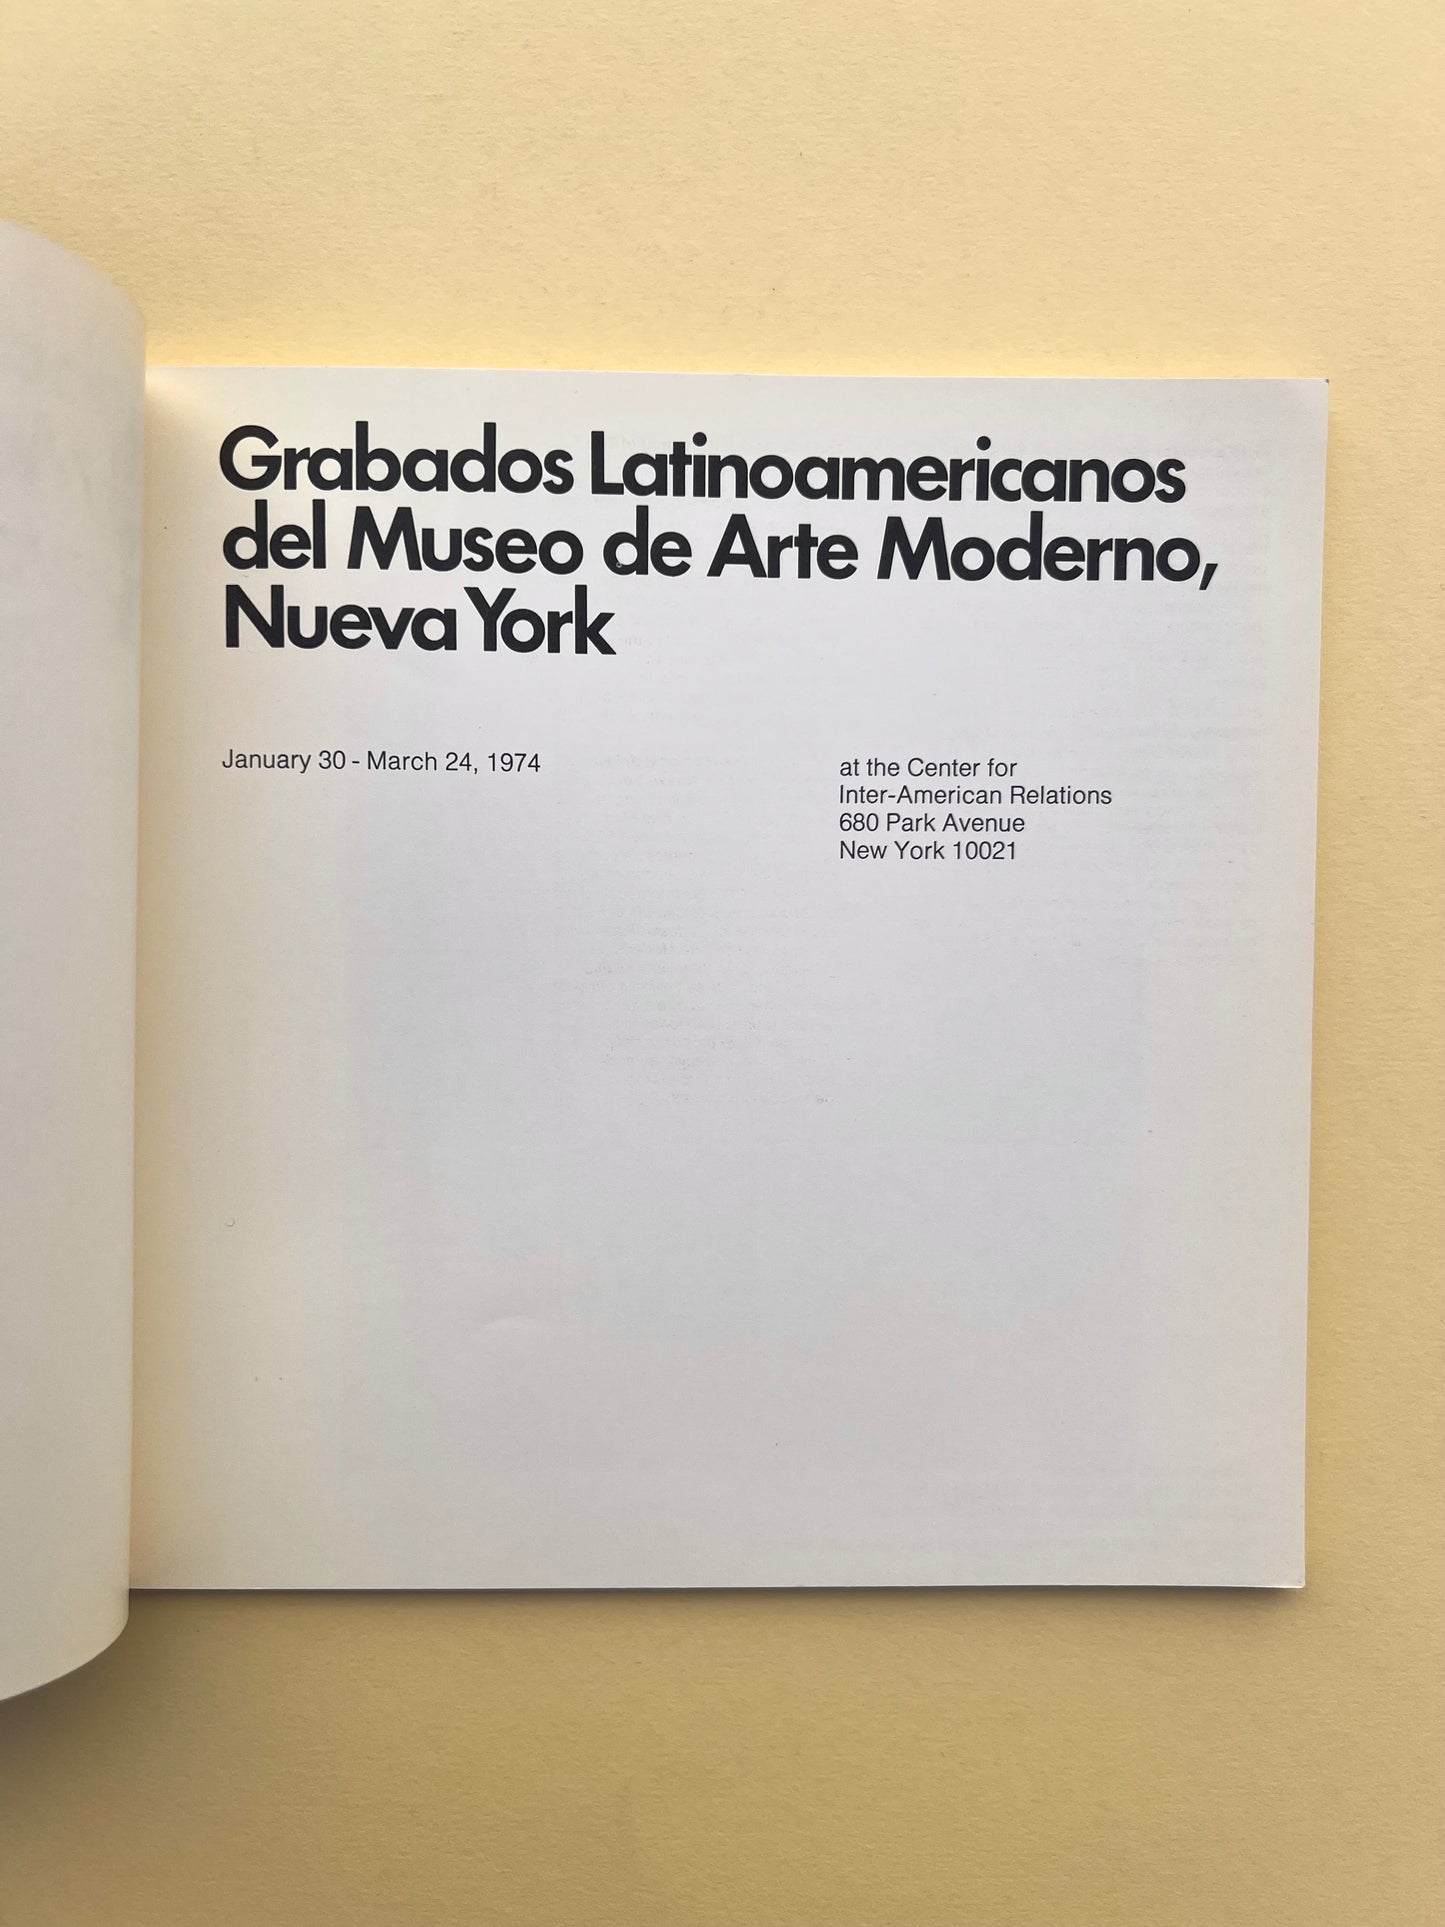 Grabados Latinoamericanos
del Museo de Arte Moderno,
Nueva York
January 30 - March 24, 1974
at the Center for
Inter-American Relations
680 Park Avenue
New York 10021